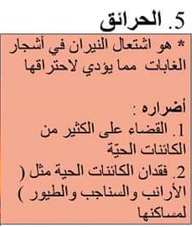 5. الحرائق
* هو اشتعال النيران في أشجار
الغابات مما يؤدي لاحتراقها
أضراره :
1. القضاء على الكثير من
الكائنات الحيّة
2. فقدان الكائنات الحية مثل (
الأرانب والسناجب والطيور )
لمساكنها